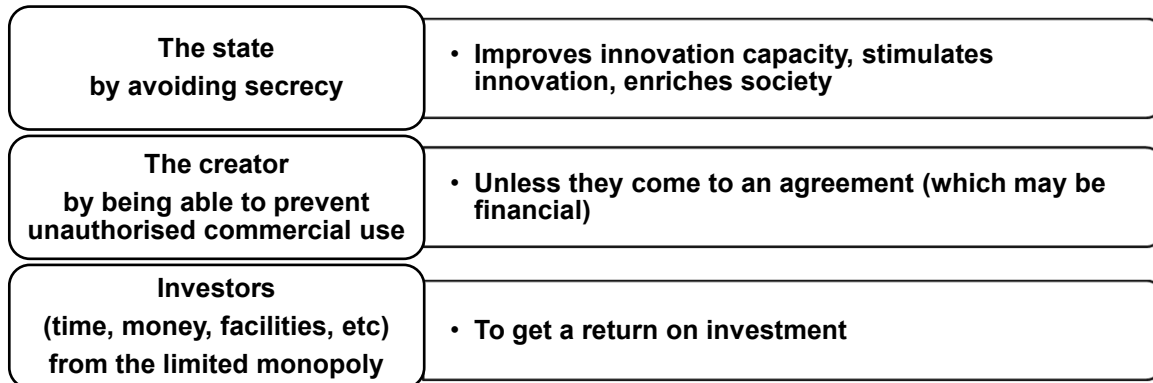 The state
by avoiding secrecy
• Improves innovation capacity, stimulates
innovation, enriches society
The creator
by being able to prevent
unauthorised commercial use
• Unless they come to an agreement (which may be
financial)
Investors
(time, money, facilities, etc)
from the limited monopoly
• To get a return on investment